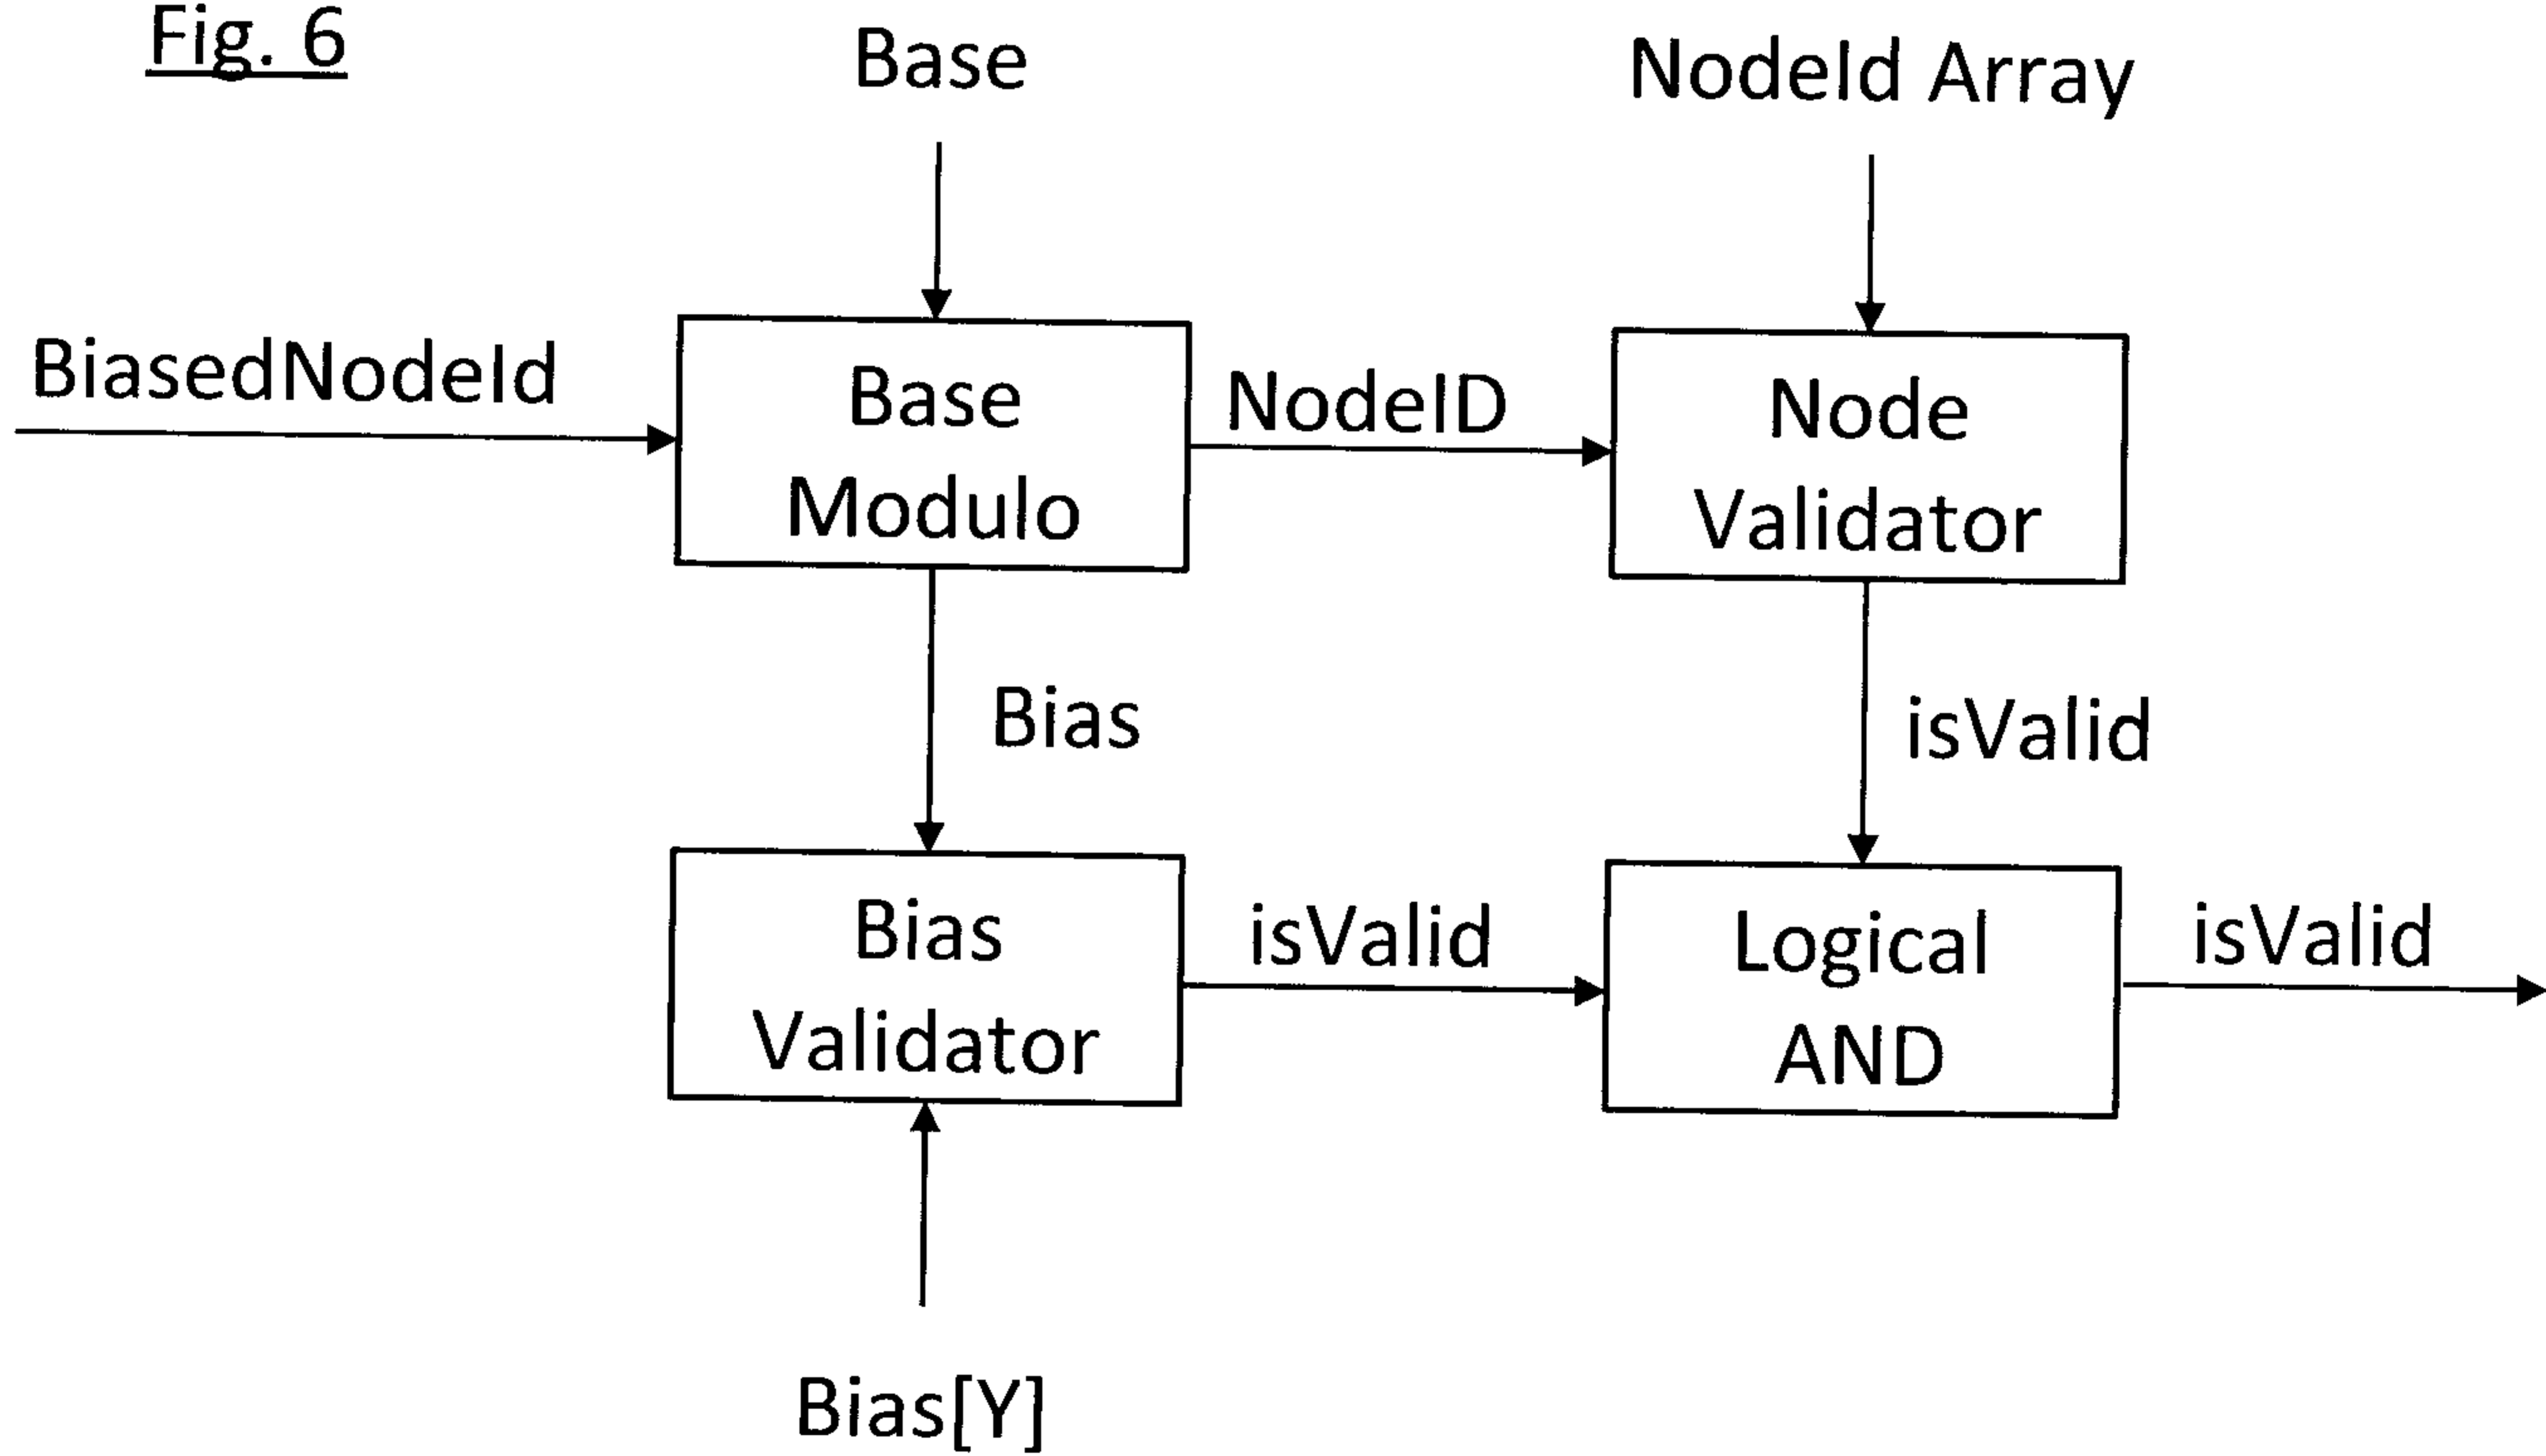 Fig. 6
Base
NodeId Array
BiasedNodeId
Base
Modulo
NodeID
Node
Validator
Bias
isValid
Bias
Validator
isValid
Logical
AND
isValid
Bias[Y]